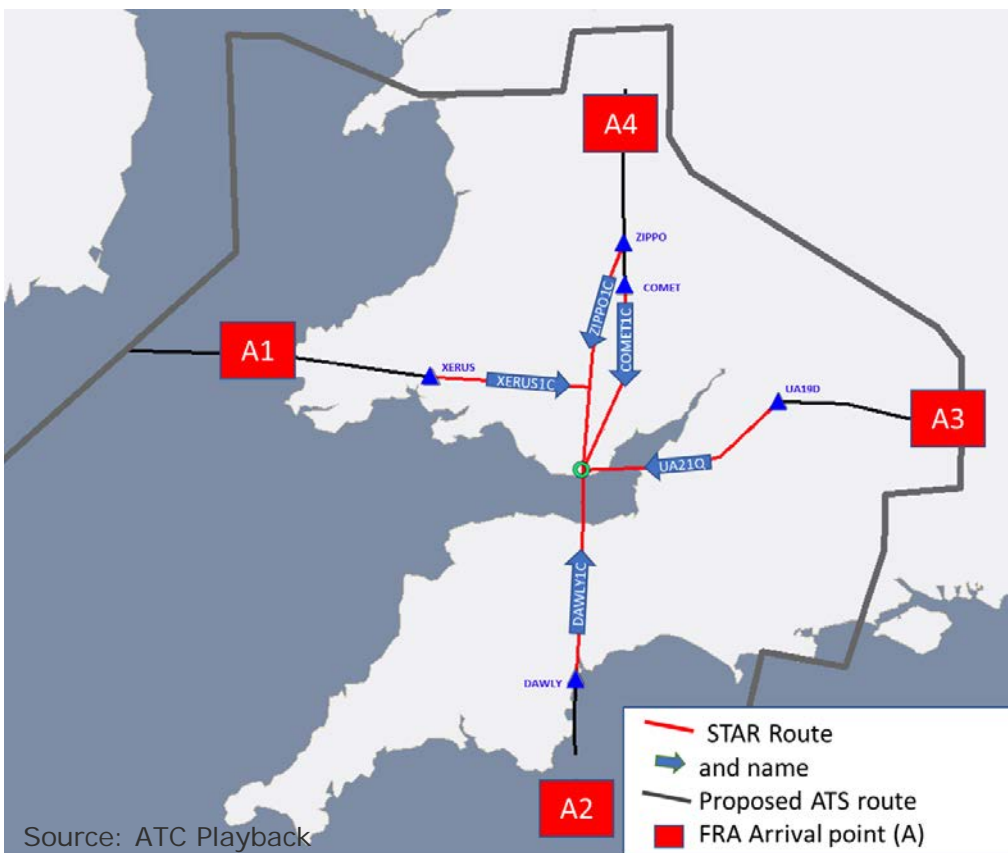 A4
ZIPPO
ZIPPO1C
COMET
COMET1C
A1
XERUS
XERUS1C
UA19D
A3
UA21Q
DAWLY1C
DAWLY
A2
STAR Route
and name
Proposed ATS route
FRA Arrival point (A)
Source: ATC Playback